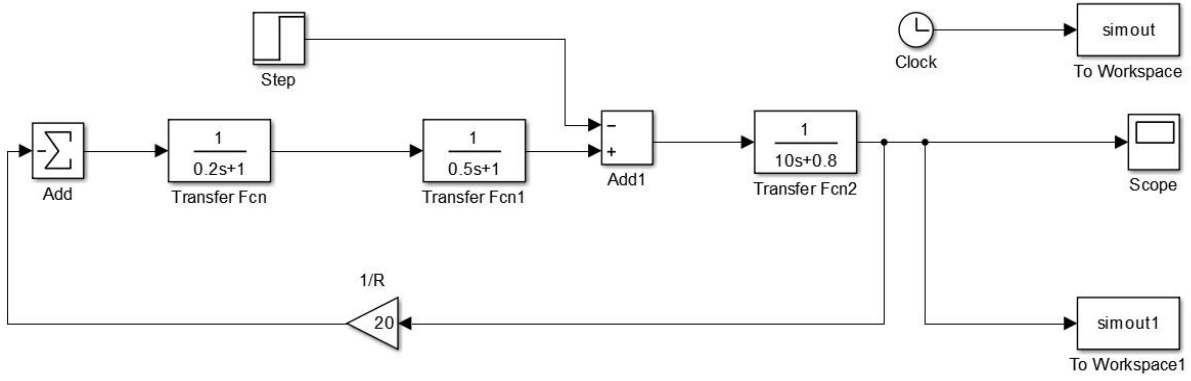 Step
Clock
simout
To Workspace
−
Add
1
0.2s+1
Transfer Fcn
1
0.5s+1
Transfer Fcn1
−
+
Add1
1
10s+0.8
Transfer Fcn2
Scope
1/R
20
simout1
To Workspace1